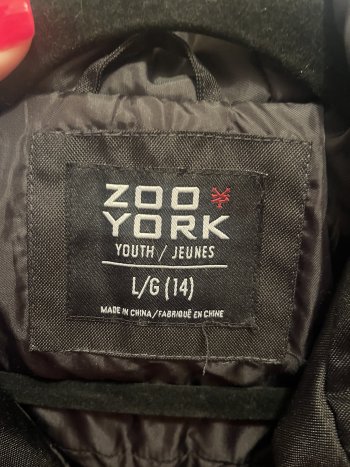 ZOO
YORK
YOUTH / JEUNES
L/G (14)
MADE IN CHINA/FABRIQUÉ EN CHINE